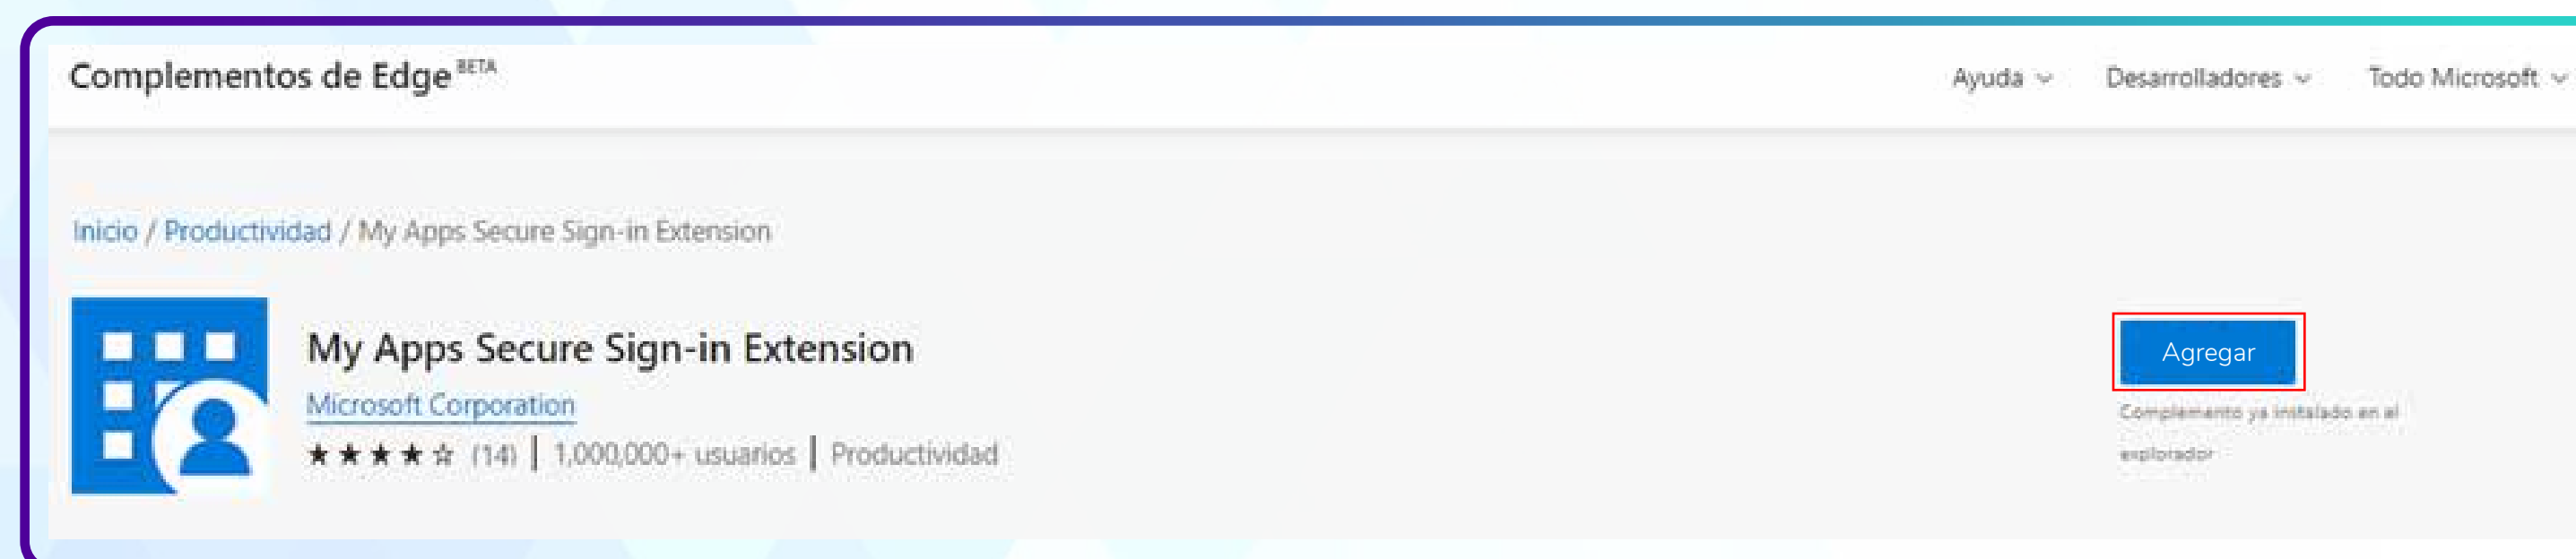 Complementos de Edge BETA
Ayuda Desarrolladores Todo Microsoft
Inicio / Productividad / My Apps Secure Sign-in Extension
My Apps Secure Sign-in Extension
Agregar
Microsoft Corporation
Complemento ya instalado en el
★★★★☆ (14) | 1,000,000+ usuarios | Productividad
explorador